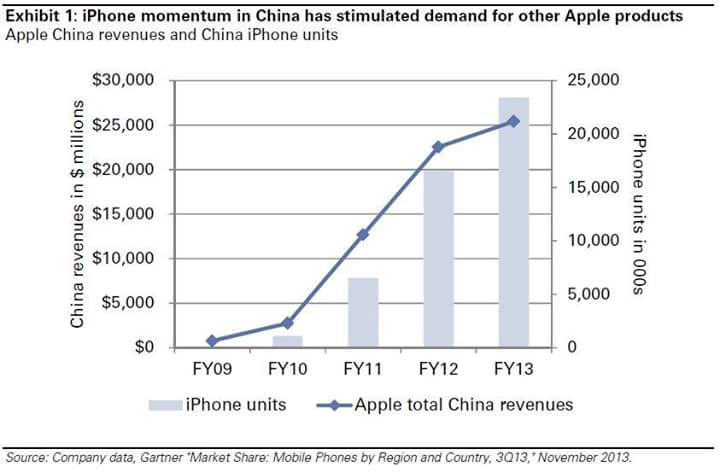 Exhibit 1: iPhone momentum in China has stimulated demand for other Apple products
Apple China revenues and China iPhone units
$30,000
$25,000
$20,000
$15,000
$10,000
$5,000
$0
China revenues in $ millions
25,000
20,000
15,000
10,000
5,000
0
iPhone units in 000s
FY09 FY10 FY11 FY12 FY13
iPhone units Apple total China revenues
Source: Company data, Gartner "Market Share: Mobile Phones by Region and Country, 3Q13," November 2013.